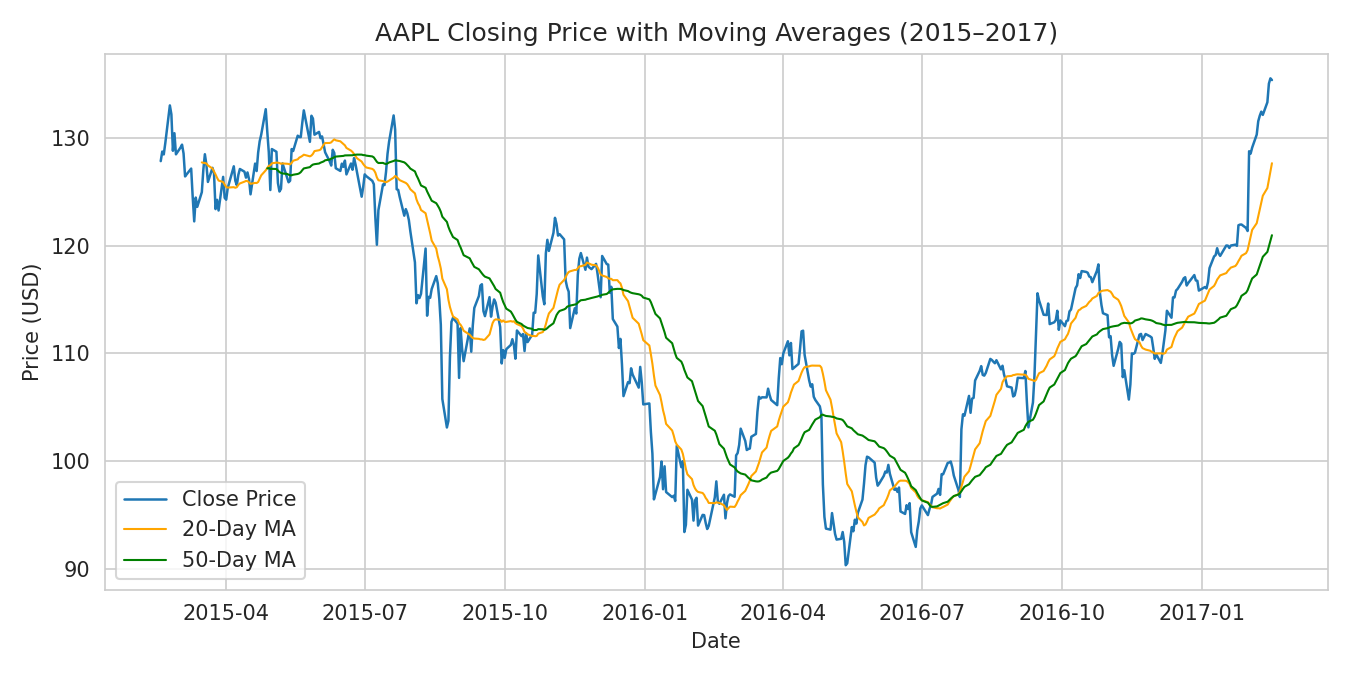 AAPL Closing Price with Moving Averages (2015–2017)
Price (USD)
130
120
110
100
90
Close Price
20-Day MA
50-Day MA
2015-04
2015-07
2015-10
2016-01
2016-04
2016-07
2016-10
2017-01
Date